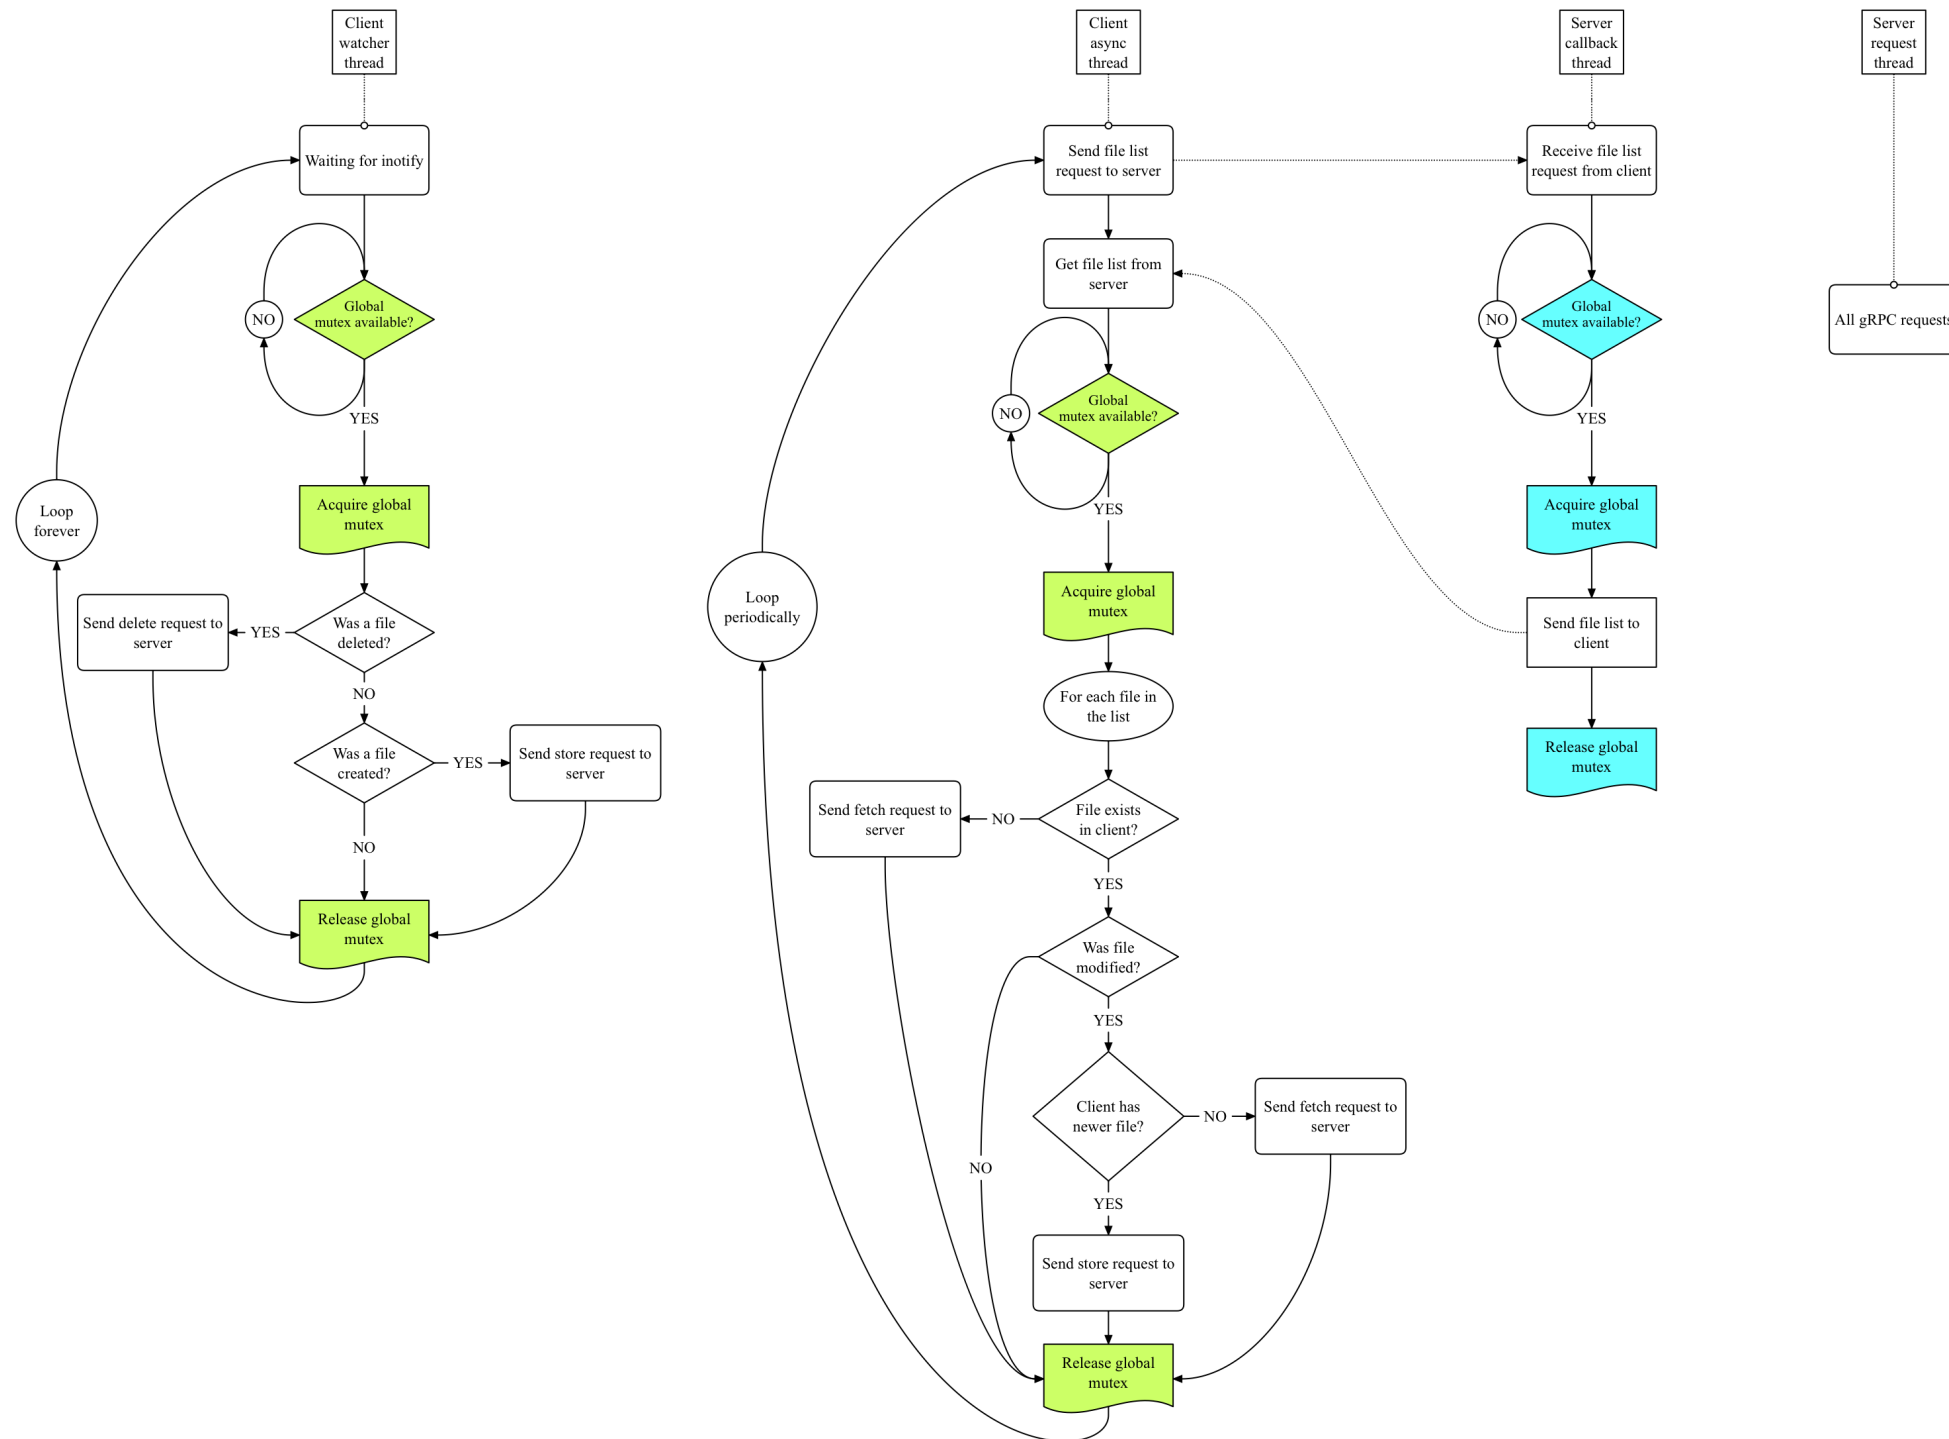 Client
watcher
thread
Waiting for inotify
Global
mutex available?
NO
YES
Acquire global
mutex
Loop
forever
Was a file
deleted?
YES
Send delete request to
server
NO
Was a file
created?
YES
Send store request to
server
NO
Release global
mutex
Client
async
thread
Send file list
request to server
Get file list from
server
Global
mutex available?
NO
YES
Acquire global
mutex
Loop
periodically
For each file in
the list
File exists
in client?
NO
Send fetch request to
server
YES
Was file
modified?
YES
NO
Client has
newer file?
NO
Send fetch request to
server
YES
Send store request to
server
Release global
mutex
Server
callback
thread
Receive file list
request from client
Global
mutex available?
NO
YES
Acquire global
mutex
Send file list to
client
Release global
mutex
Server
request
thread
All gRPC requests